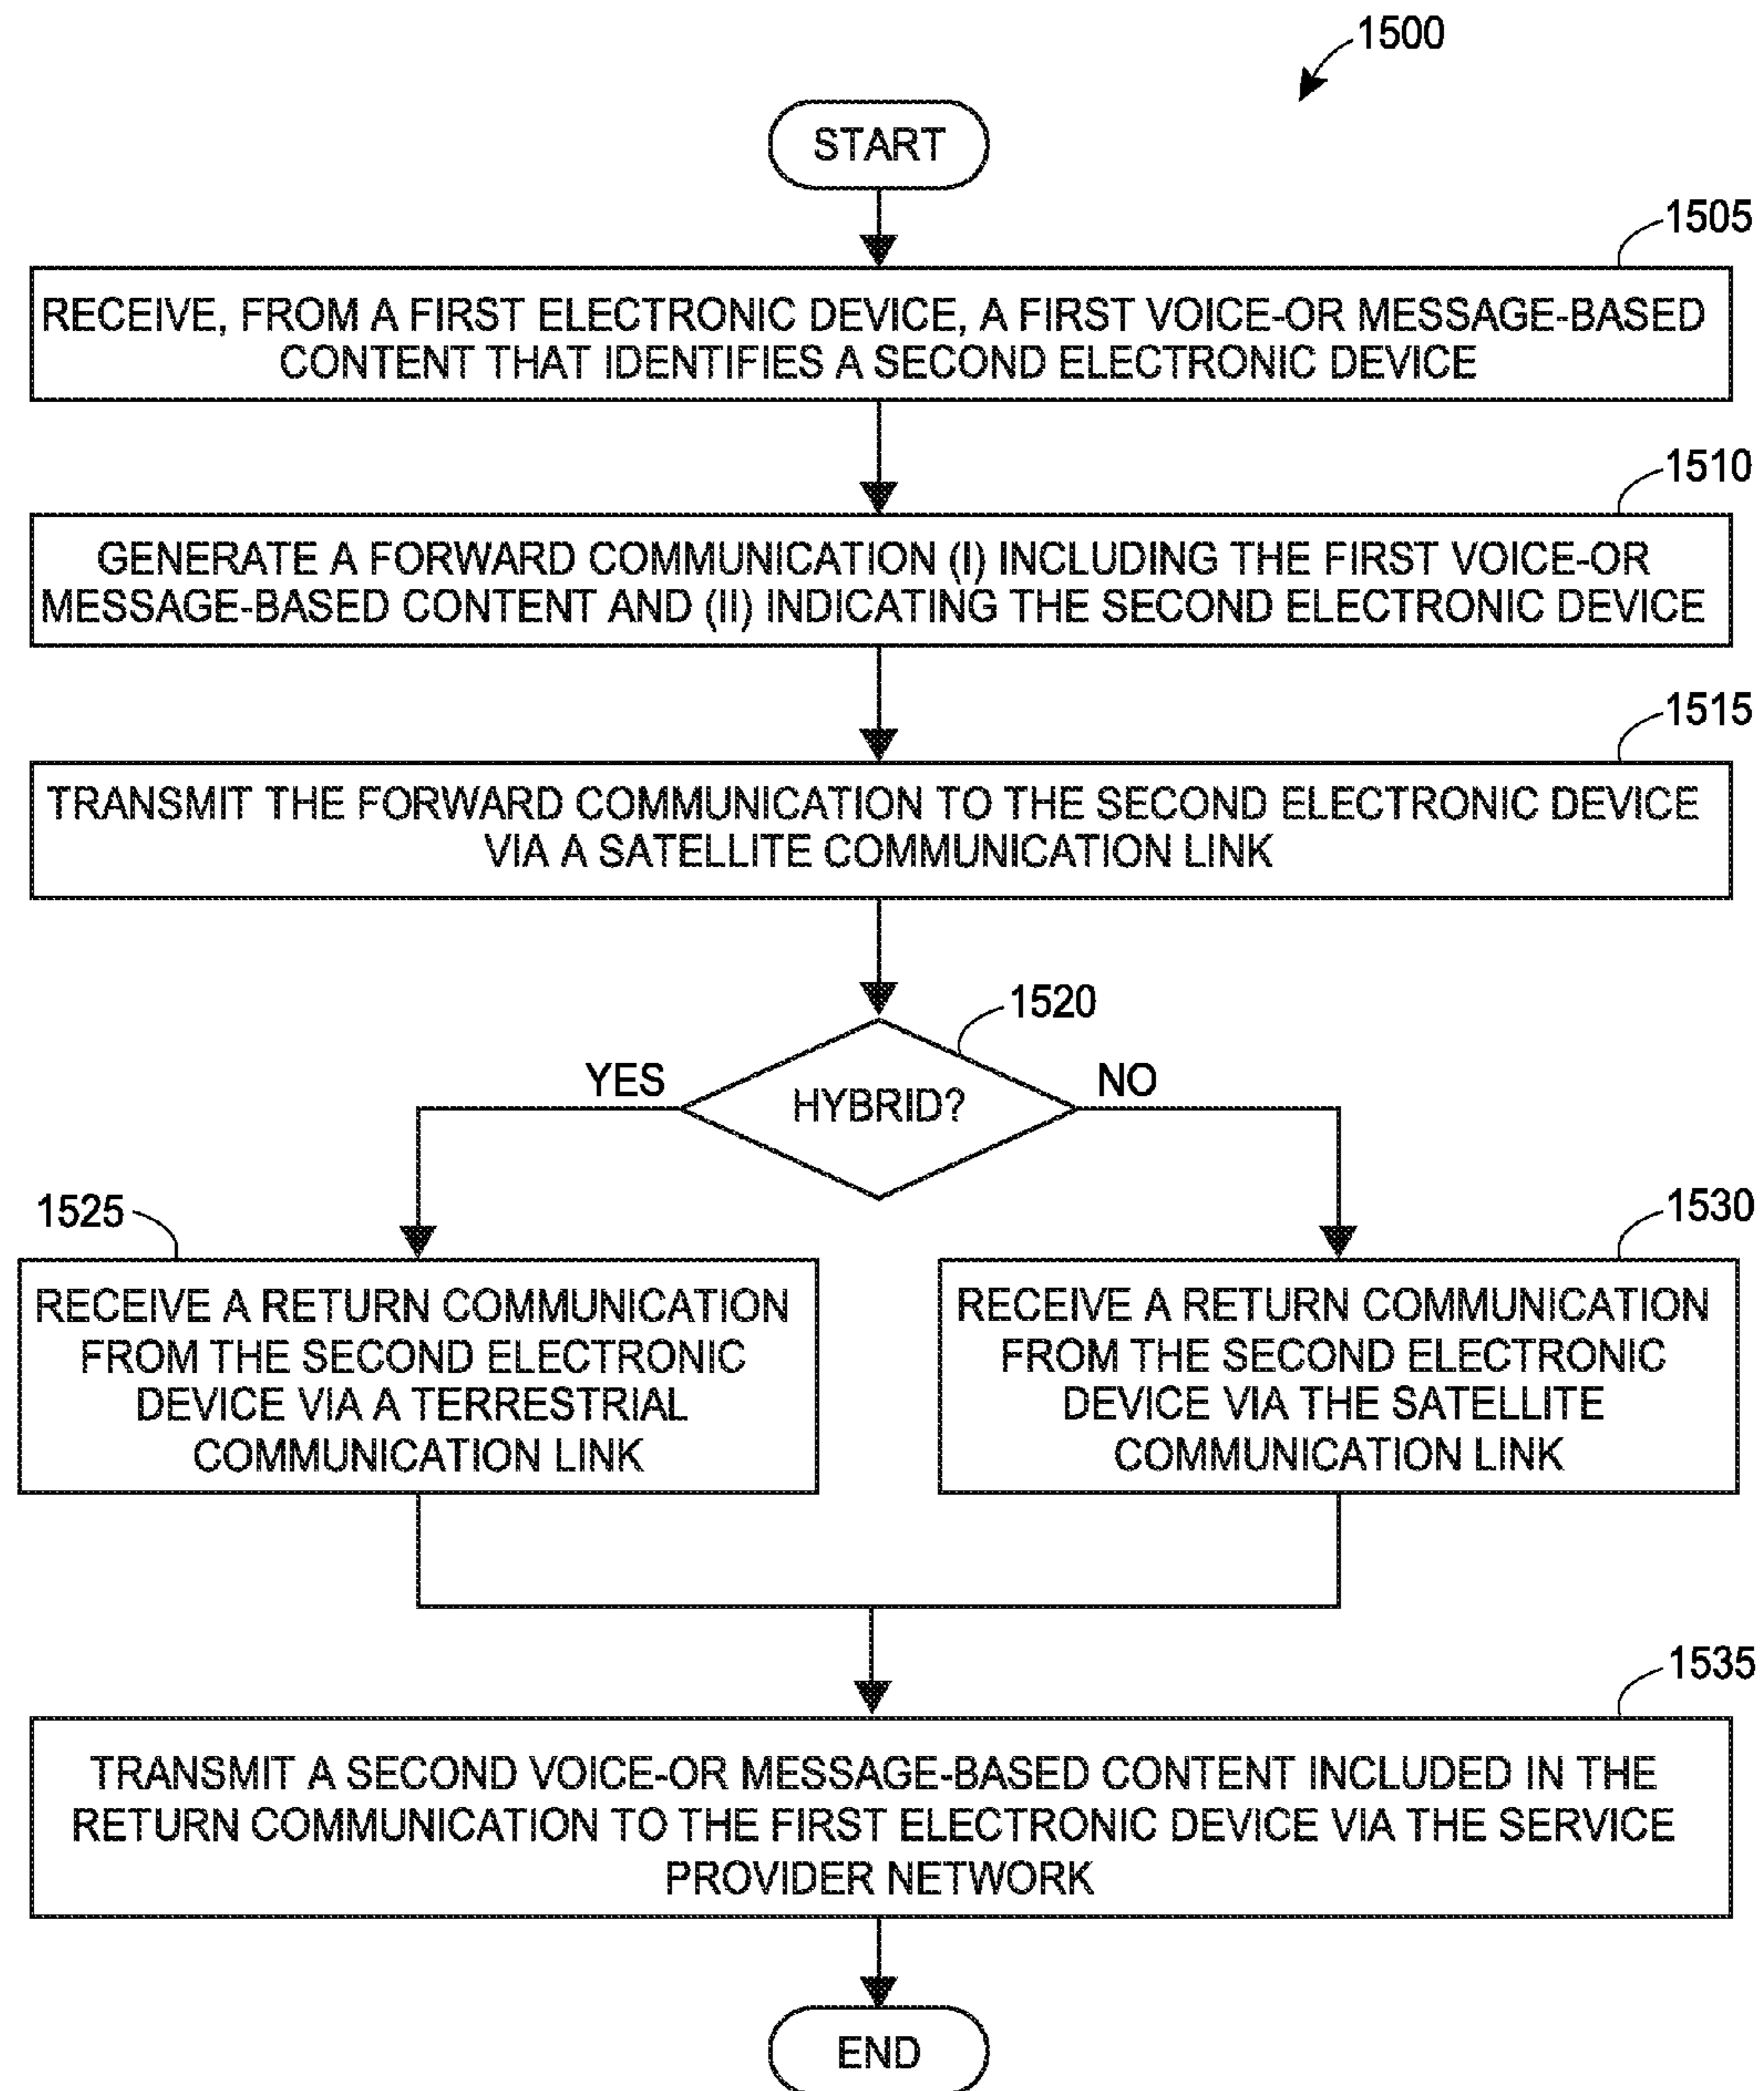 1500
START
1505
RECEIVE, FROM A FIRST ELECTRONIC DEVICE, A FIRST VOICE-OR MESSAGE-BASED
CONTENT THAT IDENTIFIES A SECOND ELECTRONIC DEVICE
1510
GENERATE A FORWARD COMMUNICATION (I) INCLUDING THE FIRST VOICE-OR
MESSAGE-BASED CONTENT AND (II) INDICATING THE SECOND ELECTRONIC DEVICE
1515
TRANSMIT THE FORWARD COMMUNICATION TO THE SECOND ELECTRONIC DEVICE
VIA A SATELLITE COMMUNICATION LINK
1520
YES
HYBRID?
NO
1525
RECEIVE A RETURN COMMUNICATION
FROM THE SECOND ELECTRONIC
DEVICE VIA A TERRESTRIAL
COMMUNICATION LINK
1530
RECEIVE A RETURN COMMUNICATION
FROM THE SECOND ELECTRONIC
DEVICE VIA THE SATELLITE
COMMUNICATION LINK
1535
TRANSMIT A SECOND VOICE-OR MESSAGE-BASED CONTENT INCLUDED IN THE
RETURN COMMUNICATION TO THE FIRST ELECTRONIC DEVICE VIA THE SERVICE
PROVIDER NETWORK
END